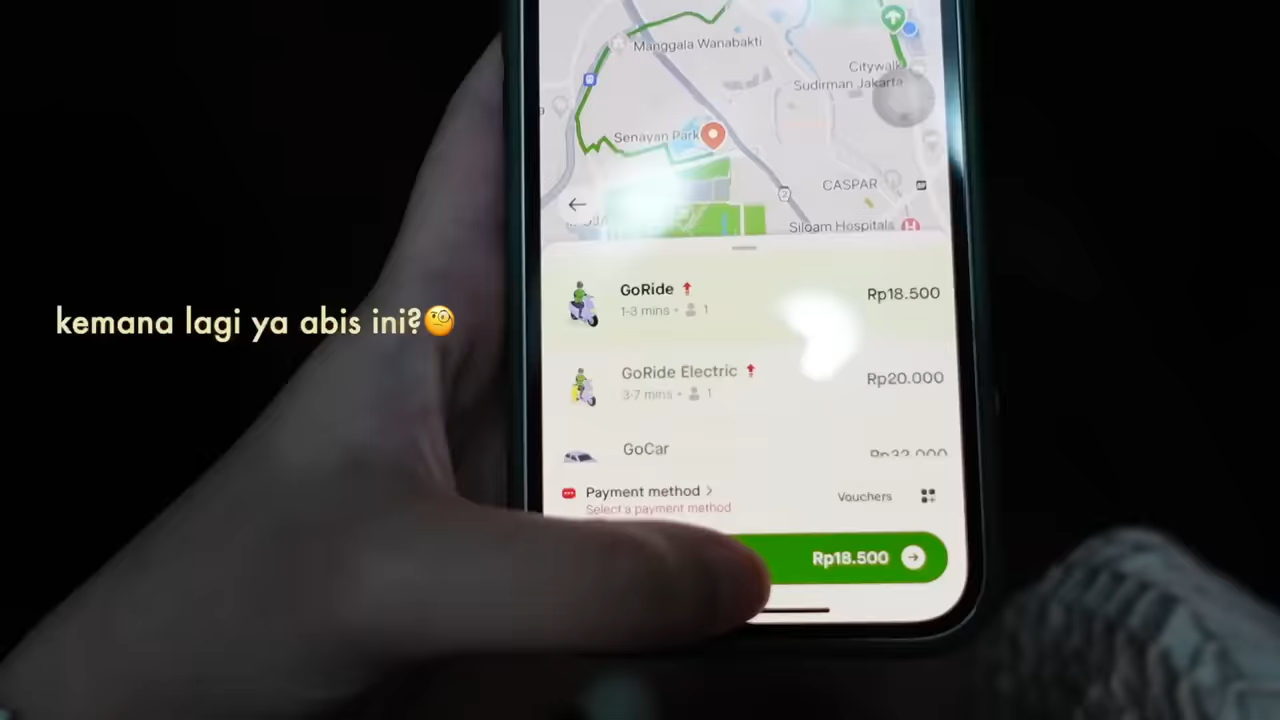 Manggala Wanabakti
Citywalk
Sudirman Jakarta
Senayan Park
CASPAR
2
Siloam Hospitals
H
GoRide
Rp18.500
1-3 mins • 1
GoRide Electric
Rp20.000
3-7 mins • 1
GoCar
kemana lagi ya abis ini?🧐
Payment method >
Vouchers
Select a payment method
Rp18.500